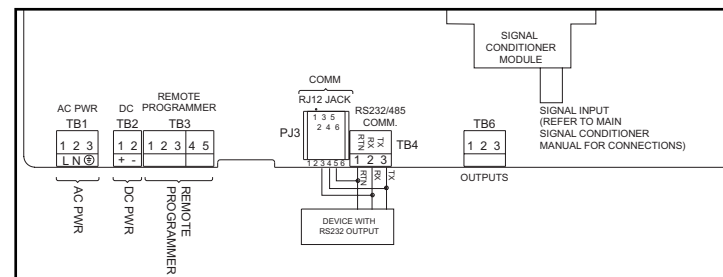 SIGNAL
CONDITIONER
MODULE
SIGNAL INPUT
(REFER TO MAIN
SIGNAL CONDITIONER
MANUAL FOR CONNECTIONS)
COMM
RJ12 JACK
1 3 5
2 4 6
PJ3
1 2 3 4 5 6
RS232/485
COMM.
TB4
RTN
RX
TX
1 2 3
RTN
RX
TX
DEVICE WITH
RS232 OUTPUT
AC PWR
TB1
1 2 3
L N ⏚
AC PWR
DC
TB2
1 2
+ -
DC PWR
REMOTE
PROGRAMMER
TB3
1 2 3 4 5
REMOTE
PROGRAMMER
TB6
1 2 3
OUTPUTS